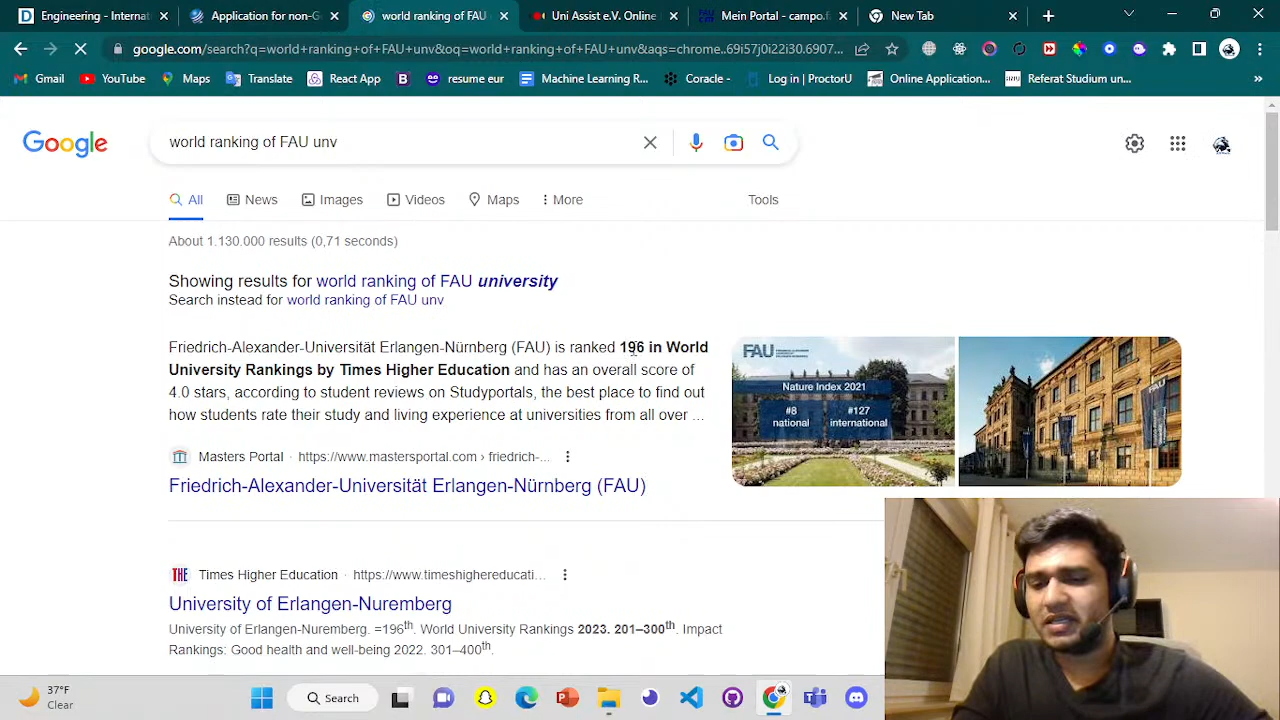 Engineering - Internat
Application for non-G
world ranking of FAU
Uni Assist e.V. Online
Mein Portal - campo.f
New Tab
google.com/search?q=world+ranking+of+FAU+unv&oq=world+ranking+of+FAU+unv&aqs=chrome..69i57j0i22i30.6907...
Gmail
YouTube
Maps
Translate
React App
resume eur
Machine Learning R...
Coracle -
Log in | ProctorU
Online Application...
Referat Studium un...
Google
world ranking of FAU unv
All
News
Images
Videos
Maps
More
Tools
About 1.130.000 results (0,71 seconds)
Showing results for world ranking of FAU university
Search instead for world ranking of FAU unv
Friedrich-Alexander-Universität Erlangen-Nürnberg (FAU) is ranked 196 in World
University Rankings by Times Higher Education and has an overall score of
4.0 stars, according to student reviews on Studyportals, the best place to find out
how students rate their study and living experience at universities from all over ...
FAU
Nature Index 2021
#8 #127
national international
FAU
Masters Portal · https://www.mastersportal.com › friedrich-...
Friedrich-Alexander-Universität Erlangen-Nürnberg (FAU)
THE
Times Higher Education · https://www.timeshighereducati...
University of Erlangen-Nuremberg
University of Erlangen-Nuremberg. =196th. World University Rankings 2023. 201–300th. Impact
Rankings: Good health and well-being 2022. 301–400th.
37°F
Clear
Search